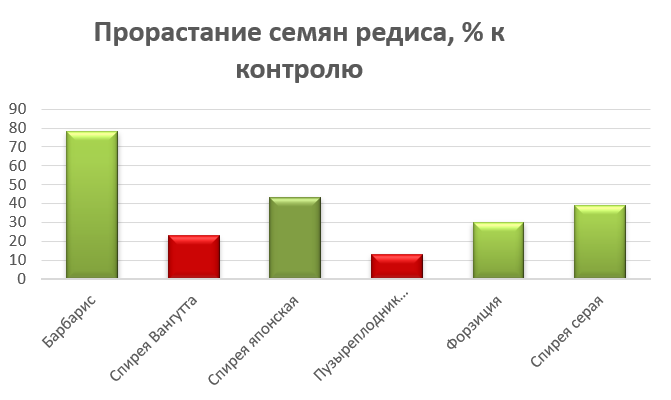 Прорастание семян редиса, % к
контролю
90
80
70
60
50
40
30
20
10
0
Барбарис
Спирея Вангутта
Спирея японская
Пузыреплодник...
Форзиция
Спирея серая